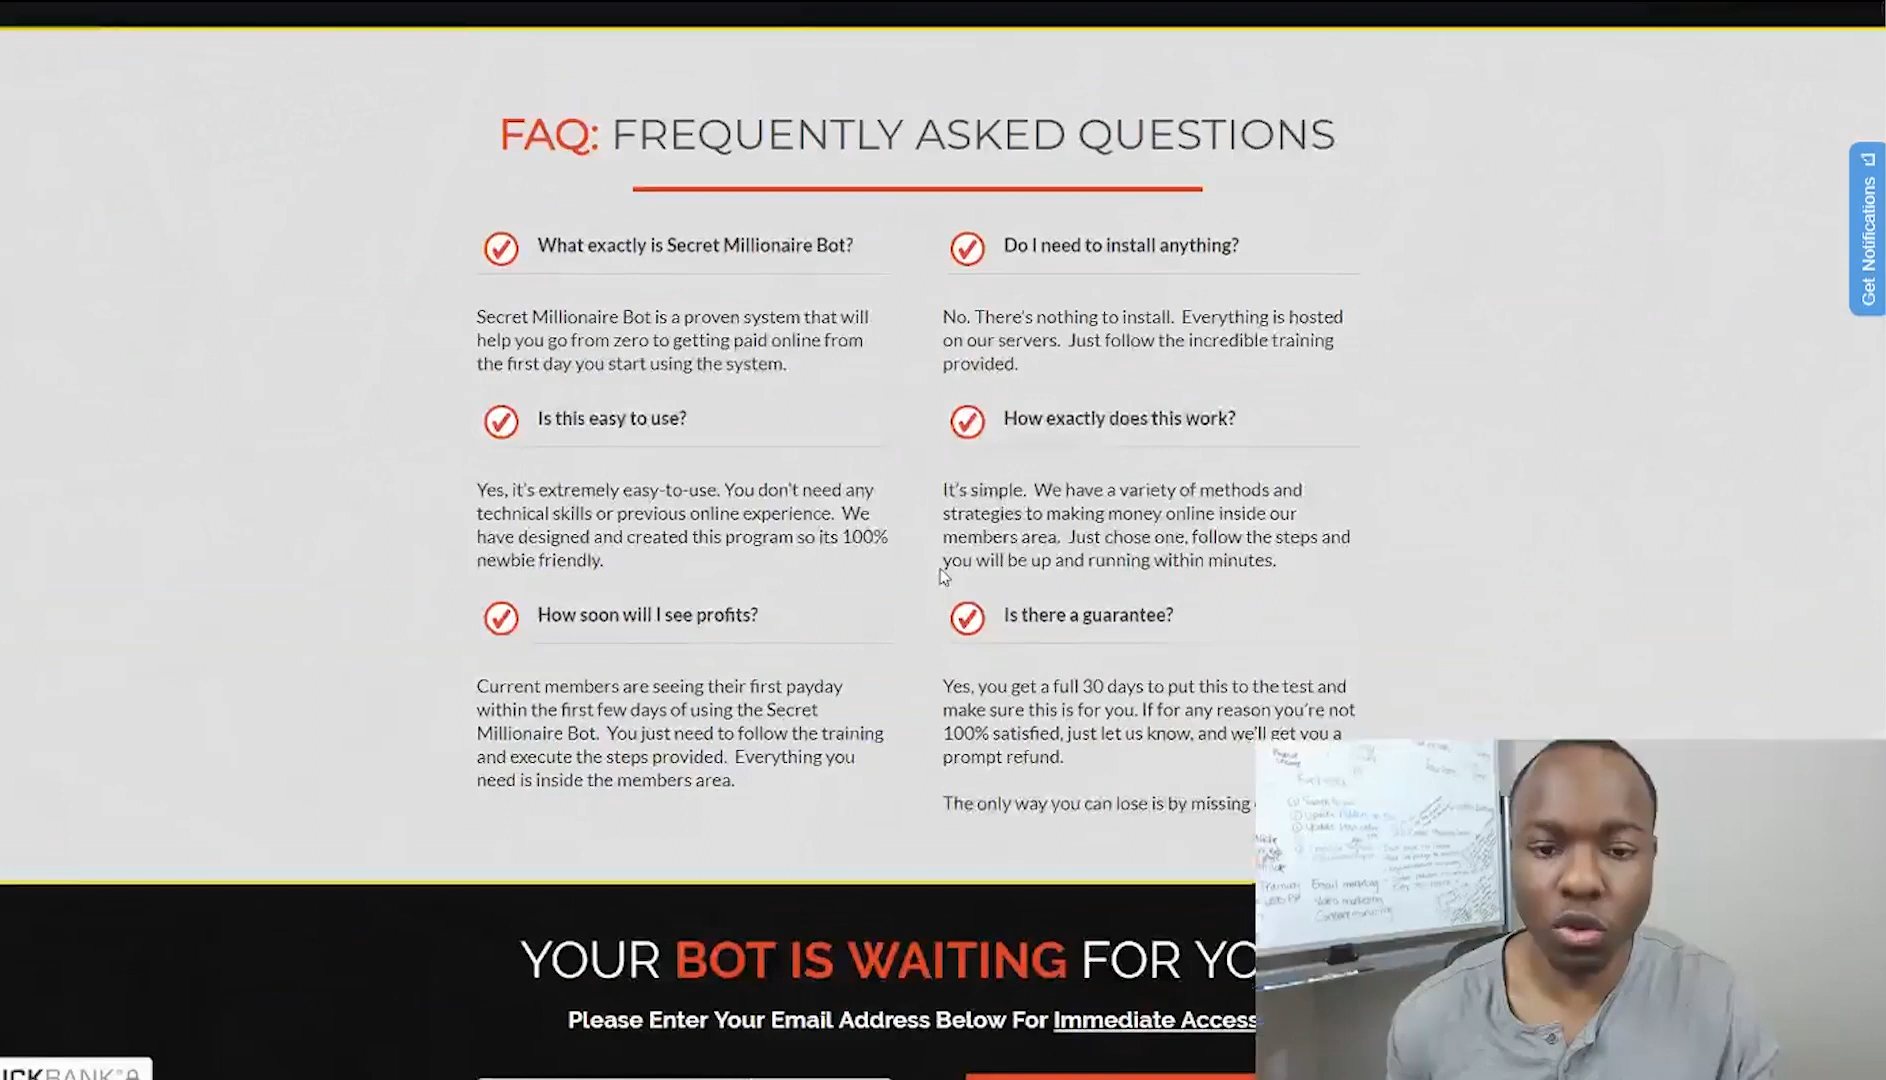 FAQ: FREQUENTLY ASKED QUESTIONS
Get Notifications
What exactly is Secret Millionaire Bot?
Secret Millionaire Bot is a proven system that will
help you go from zero to getting paid online from
the first day you start using the system.
Do I need to install anything?
No. There's nothing to install. Everything is hosted
on our servers. Just follow the incredible training
provided.
Is this easy to use?
Yes, it's extremely easy-to-use. You don't need any
technical skills or previous online experience. We
have designed and created this program so its 100%
newbie friendly.
How exactly does this work?
It's simple. We have a variety of methods and
strategies to making money online inside our
members area. Just chose one, follow the steps and
you will be up and running within minutes.
How soon will I see profits?
Current members are seeing their first payday
within the first few days of using the Secret
Millionaire Bot. You just need to follow the training
and execute the steps provided. Everything you
need is inside the members area.
Is there a guarantee?
Yes, you get a full 30 days to put this to the test and
make sure this is for you. If for any reason you're not
100% satisfied, just let us know, and we'll get you a
prompt refund.
The only way you can lose is by missing
Email marketing
Video marketing
Content marketing
YOUR BOT IS WAITING FOR YO
Please Enter Your Email Address Below For Immediate Access